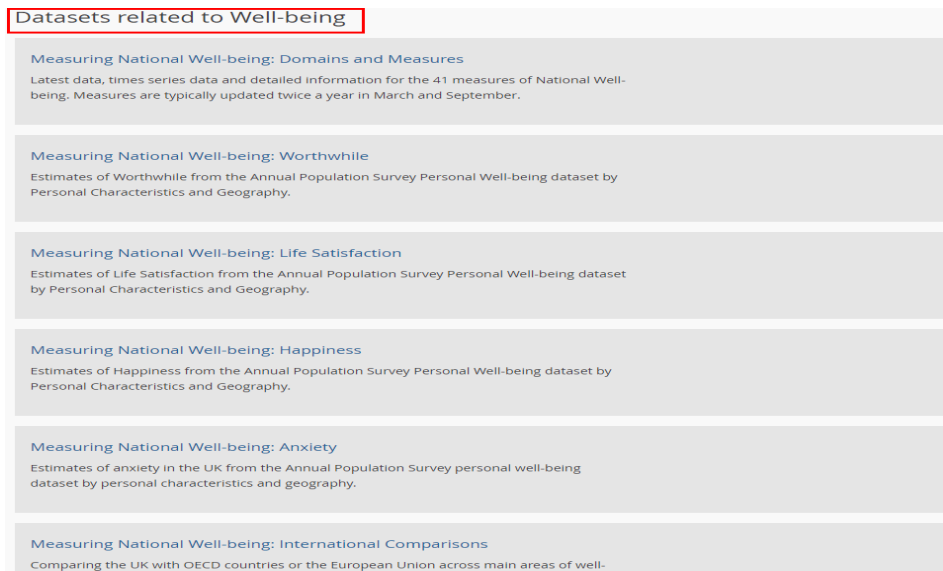 Datasets related to Well-being
Measuring National Well-being: Domains and Measures
Latest data, times series data and detailed information for the 41 measures of National Well-
being. Measures are typically updated twice a year in March and September.
Measuring National Well-being: Worthwhile
Estimates of Worthwhile from the Annual Population Survey Personal Well-being dataset by
Personal Characteristics and Geography.
Measuring National Well-being: Life Satisfaction
Estimates of Life Satisfaction from the Annual Population Survey Personal Well-being dataset
by Personal Characteristics and Geography.
Measuring National Well-being: Happiness
Estimates of Happiness from the Annual Population Survey Personal Well-being dataset by
Personal Characteristics and Geography.
Measuring National Well-being: Anxiety
Estimates of anxiety in the UK from the Annual Population Survey personal well-being
dataset by personal characteristics and geography.
Measuring National Well-being: International Comparisons
Comparing the UK with OECD countries or the European Union across main areas of well-